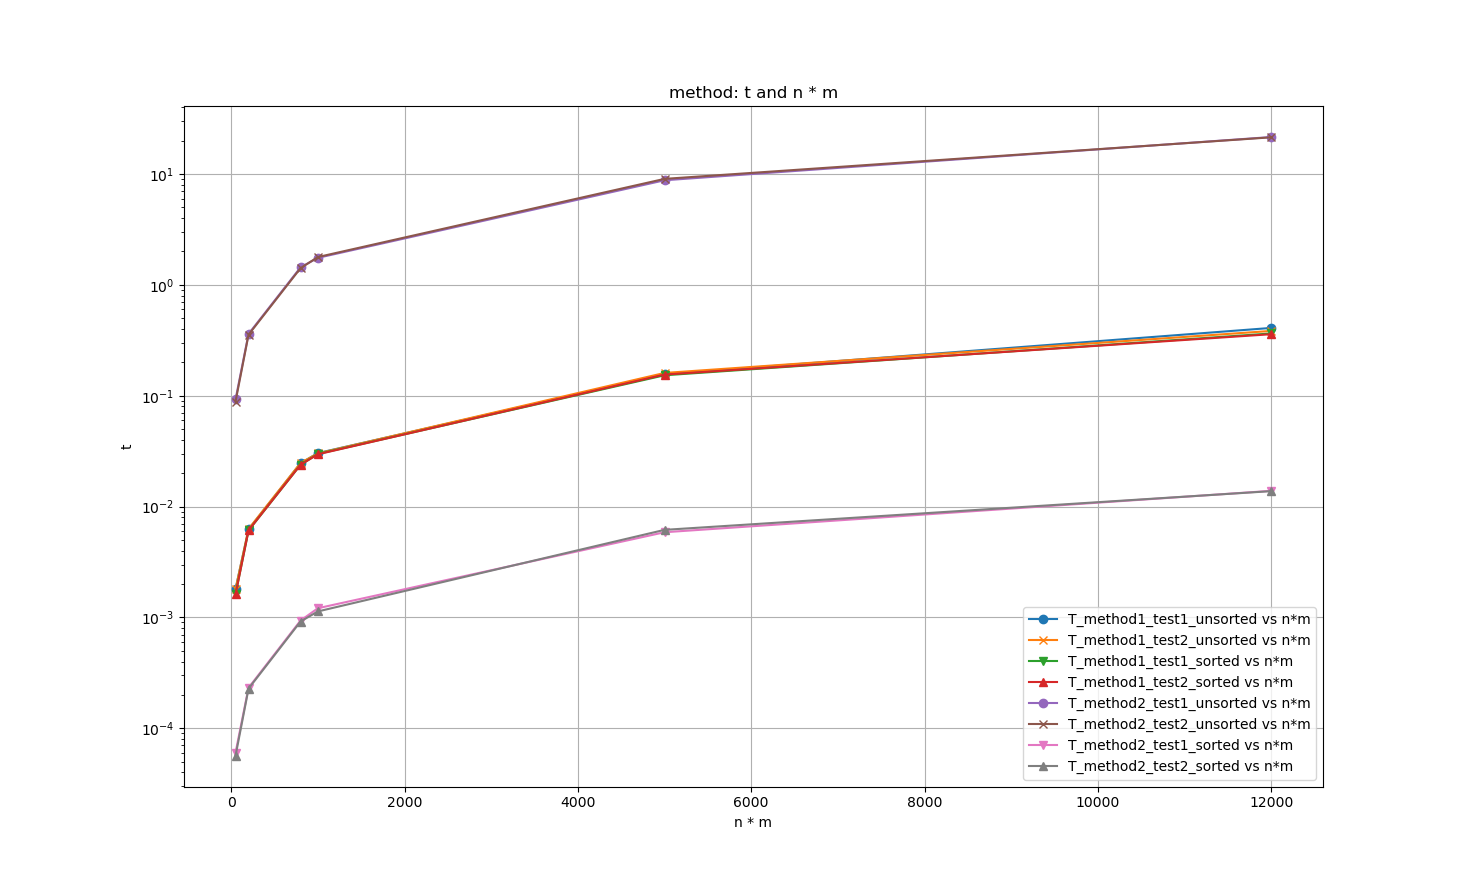 method: t and n * m
10¹
10⁰
10⁻¹
10⁻²
10⁻³
10⁻⁴
t
0 2000 4000 6000 8000 10000 12000
n * m
T_method1_test1_unsorted vs n*m
T_method1_test2_unsorted vs n*m
T_method1_test1_sorted vs n*m
T_method1_test2_sorted vs n*m
T_method2_test1_unsorted vs n*m
T_method2_test2_unsorted vs n*m
T_method2_test1_sorted vs n*m
T_method2_test2_sorted vs n*m